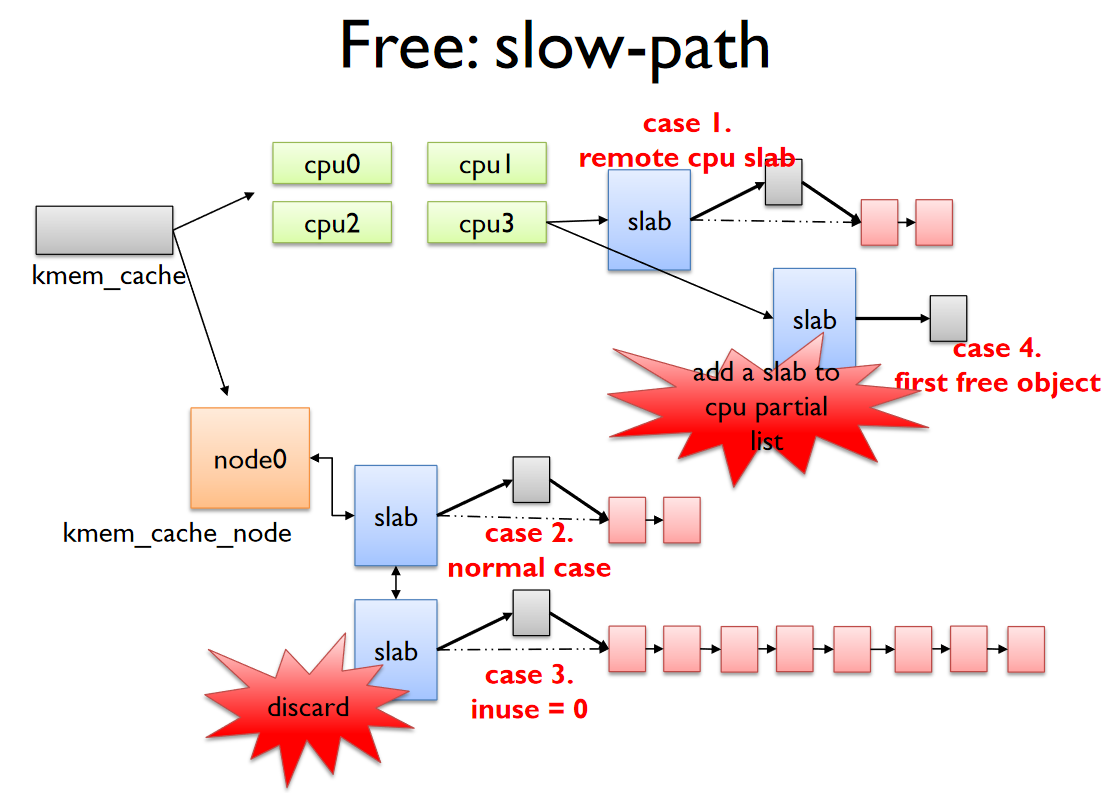 Free: slow-path
case 1.
remote cpu slab
cpu0
cpu1
cpu2
cpu3
slab
kmem_cache
slab
case 4.
first free object
add a slab to
cpu partial
list
node0
kmem_cache_node
slab
case 2.
normal case
slab
case 3.
inuse = 0
discard